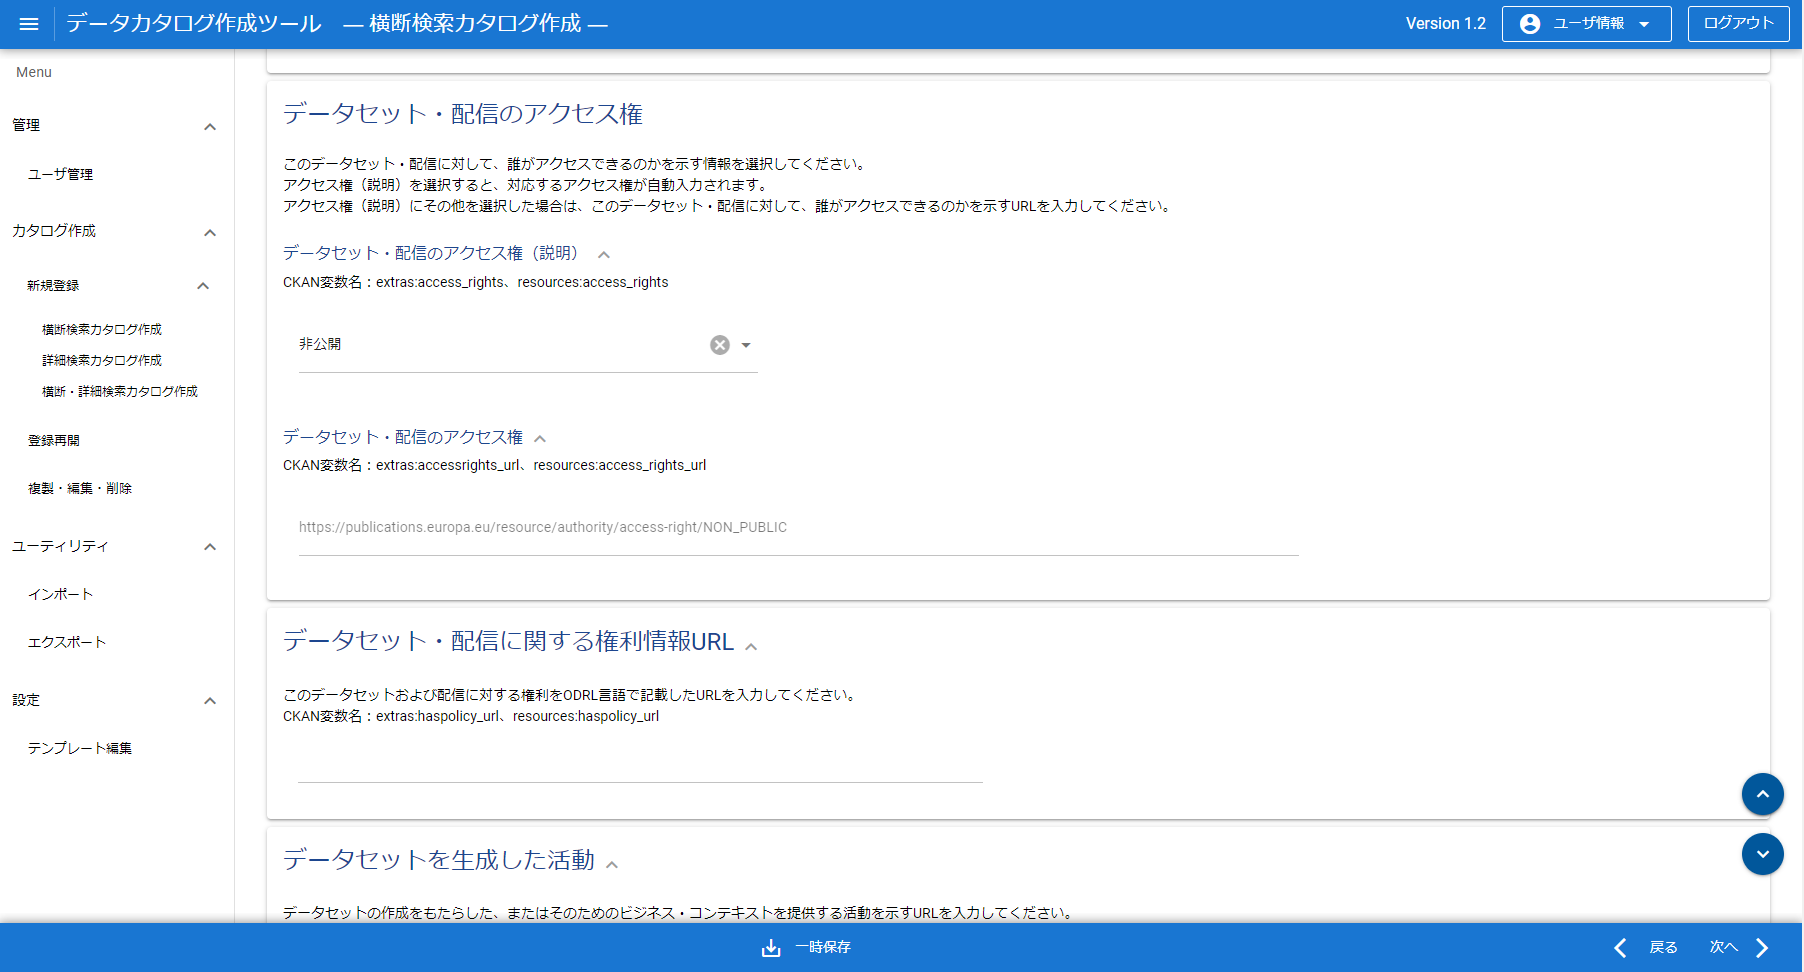 データカタログ作成ツール — 横断検索カタログ作成 —
Version 1.2
ユーザ情報
ログアウト
Menu
管理
ユーザ管理
カタログ作成
新規登録
横断検索カタログ作成
詳細検索カタログ作成
横断・詳細検索カタログ作成
登録再開
複製・編集・削除
ユーティリティ
インポート
エクスポート
設定
テンプレート編集
データセット・配信のアクセス権
このデータセット・配信に対して、誰がアクセスできるのかを示す情報を選択してください。
アクセス権（説明）を選択すると、対応するアクセス権が自動入力されます。
アクセス権（説明）にその他を選択した場合は、このデータセット・配信に対して、誰がアクセスできるのかを示すURLを入力してください。
データセット・配信のアクセス権（説明）
CKAN変数名：extras:access_rights、resources:access_rights
非公開
データセット・配信のアクセス権
CKAN変数名：extras:accessrights_url、resources:access_rights_url
https://publications.europa.eu/resource/authority/access-right/NON_PUBLIC
データセット・配信に関する権利情報URL
このデータセットおよび配信に対する権利をODRL言語で記載したURLを入力してください。
CKAN変数名：extras:haspolicy_url、resources:haspolicy_url
データセットを生成した活動
データセットの作成をもたらした、またはそのためのビジネス・コンテキストを提供する活動を示すURLを入力してください。
一時保存
戻る
次へ